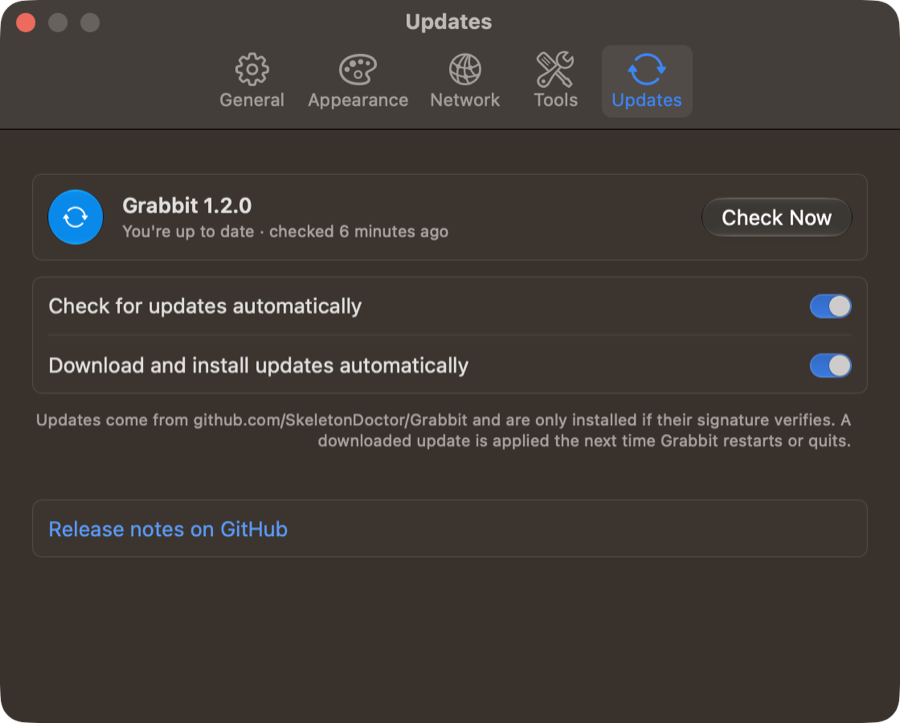 Updates
General
Appearance
Network
Tools
Updates
Grabbit 1.2.0
You're up to date · checked 6 minutes ago
Check Now
Check for updates automatically
Download and install updates automatically
Updates come from github.com/SkeletonDoctor/Grabbit and are only installed if their signature verifies. A
downloaded update is applied the next time Grabbit restarts or quits.
Release notes on GitHub